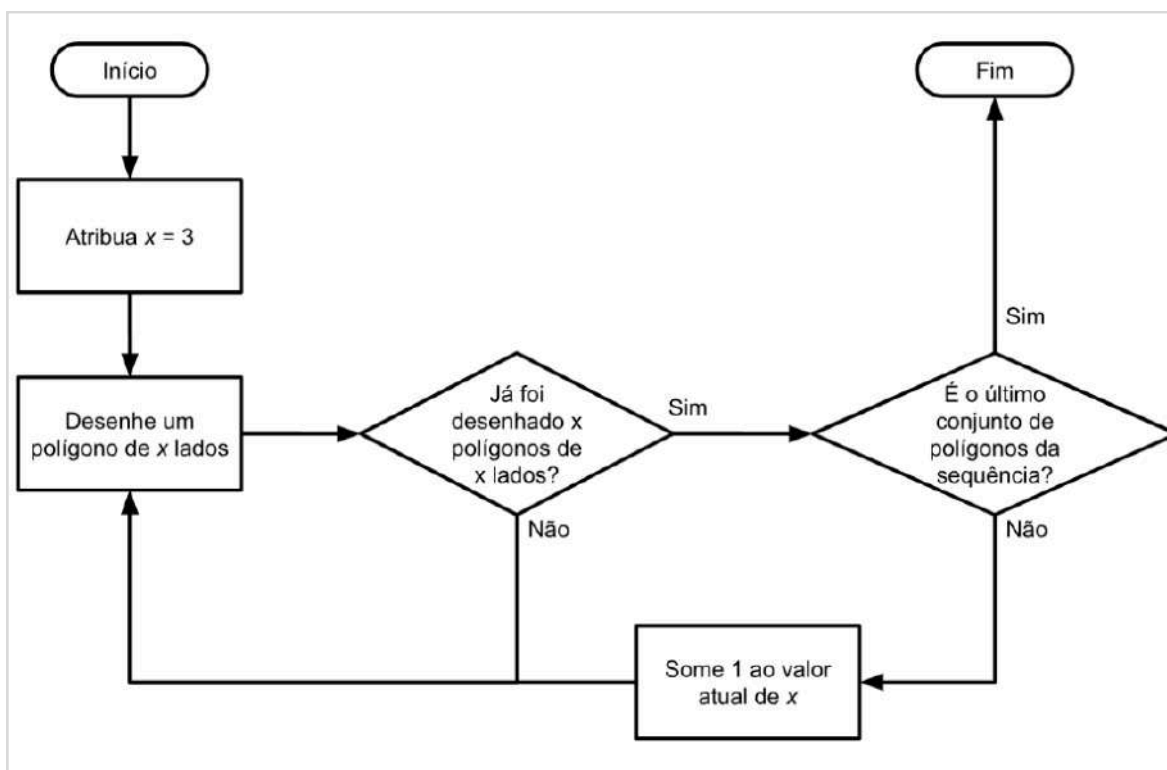 Início
Fim
Atribua x = 3
Sim
Desenhe um
polígono de x lados
Já foi
desenhado x
polígonos de
x lados?
Sim
É o último
conjunto de
polígonos da
sequência?
Não
Não
Some 1 ao valor
atual de x